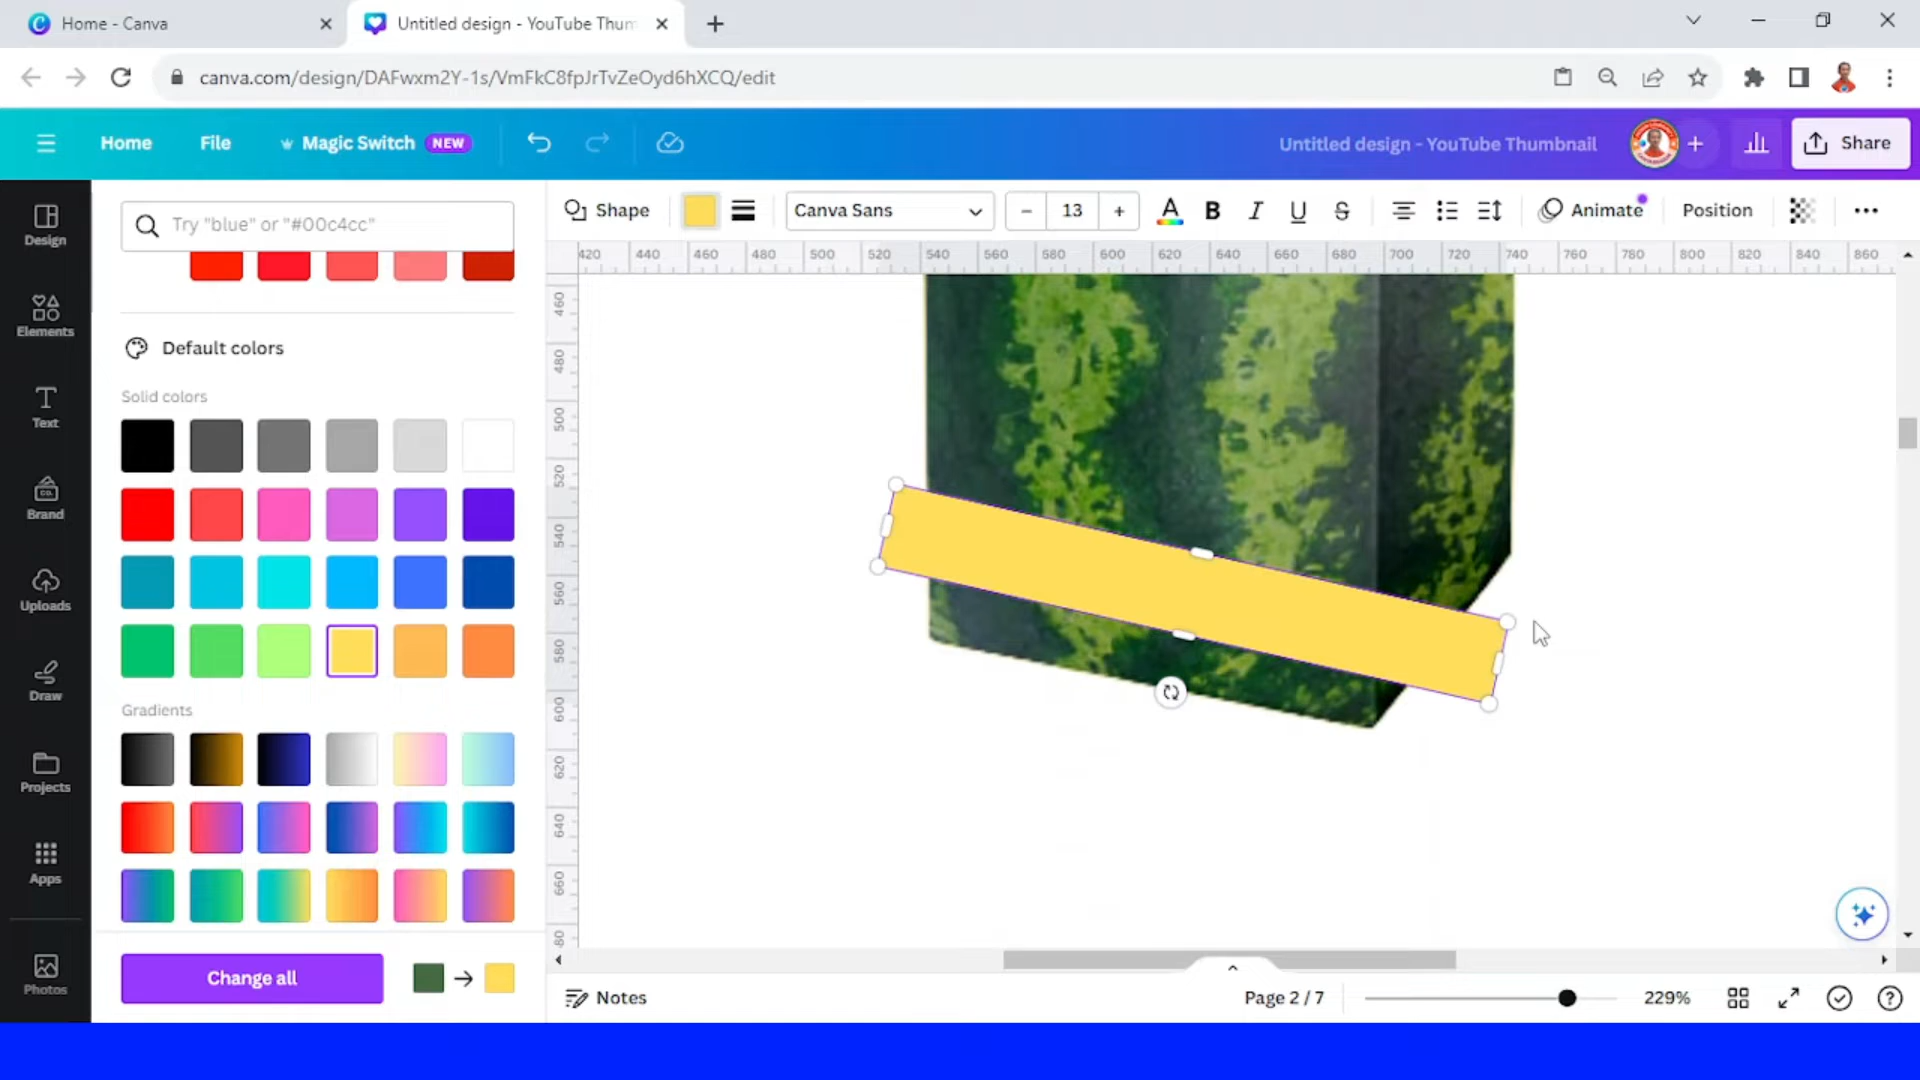 Home - Canva
Untitled design - YouTube Thum
canva.com/design/DAFwxm2Y-1s/VmFkC8fpJrTvZeOyd6hXCQ/edit
Home
File
Magic Switch
NEW
Untitled design - YouTube Thumbnail
Share
Design
Elements
Text
CO.
Brand
Uploads
Draw
Projects
Apps
Photos
Try "blue" or "#00c4cc"
Default colors
Solid colors
Gradients
Change all
Shape
Canva Sans
– 13 +
A B I U S
Animate
Position
420 440 460 480 500 520 540 560 580 600 620 640 660 680 700 720 740 760 780 800 820 840 860
460
480
500
520
540
560
580
600
620
640
660
80
Notes
Page 2 / 7
229%